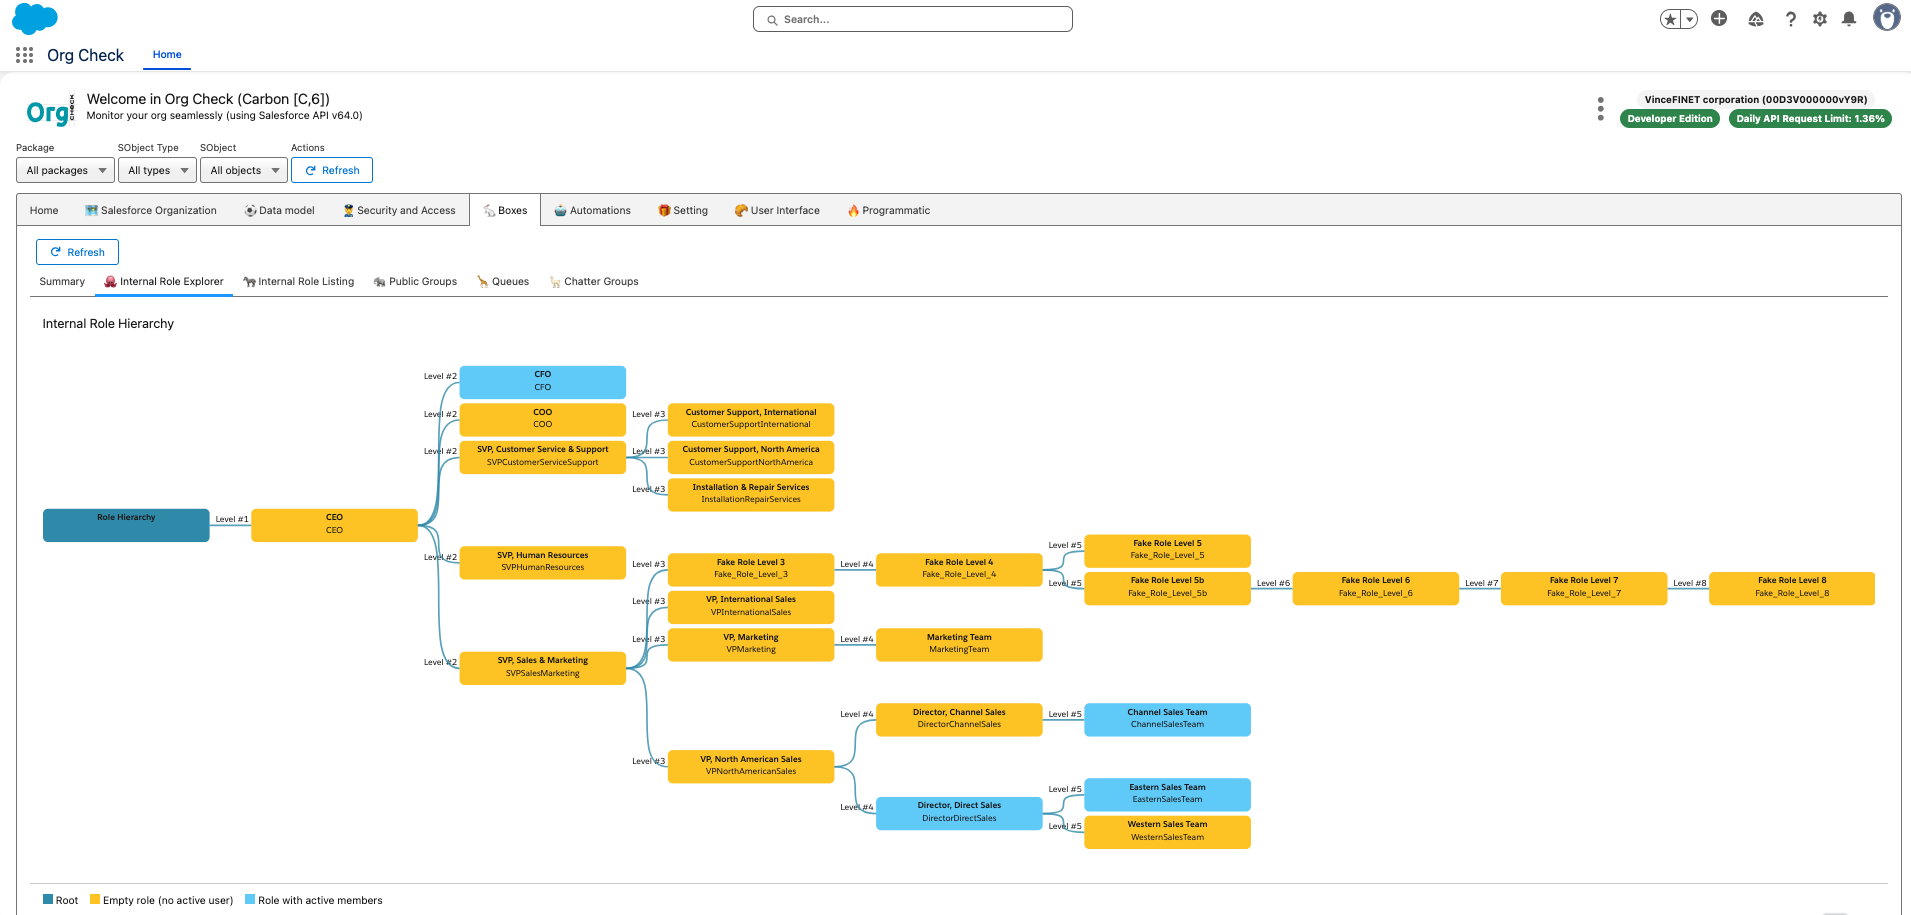 Search...
Org Check
Home
Org CHECK
Welcome in Org Check (Carbon [C,6])
Monitor your org seamlessly (using Salesforce API v64.0)
VinceFINET corporation (00D3V000000vY9R)
Developer Edition
Daily API Request Limit: 1.36%
Package
SObject Type
SObject
Actions
All packages
All types
All objects
Refresh
Home
Salesforce Organization
Data model
Security and Access
Boxes
Automations
Setting
User Interface
Programmatic
Refresh
Summary
Internal Role Explorer
Internal Role Listing
Public Groups
Queues
Chatter Groups
Internal Role Hierarchy
Role Hierarchy
Level #1
CEO
CEO
Level #2
CFO
CFO
Level #2
COO
COO
Level #2
SVP, Customer Service & Support
SVPCustomerServiceSupport
Level #3
Customer Support, International
CustomerSupportInternational
Level #3
Customer Support, North America
CustomerSupportNorthAmerica
Level #3
Installation & Repair Services
InstallationRepairServices
Level #2
SVP, Human Resources
SVPHumanResources
Level #2
SVP, Sales & Marketing
SVPSalesMarketing
Level #3
Fake Role Level 3
Fake_Role_Level_3
Level #4
Fake Role Level 4
Fake_Role_Level_4
Level #5
Fake Role Level 5
Fake_Role_Level_5
Level #5
Fake Role Level 5b
Fake_Role_Level_5b
Level #6
Fake Role Level 6
Fake_Role_Level_6
Level #7
Fake Role Level 7
Fake_Role_Level_7
Level #8
Fake Role Level 8
Fake_Role_Level_8
Level #3
VP, International Sales
VPInternationalSales
Level #3
VP, Marketing
VPMarketing
Level #4
Marketing Team
MarketingTeam
Level #3
VP, North American Sales
VPNorthAmericanSales
Level #4
Director, Channel Sales
DirectorChannelSales
Level #5
Channel Sales Team
ChannelSalesTeam
Level #4
Director, Direct Sales
DirectorDirectSales
Level #5
Eastern Sales Team
EasternSalesTeam
Level #5
Western Sales Team
WesternSalesTeam
Root
Empty role (no active user)
Role with active members